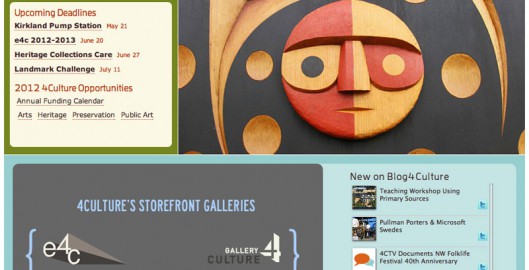 Upcoming Deadlines
Kirkland Pump Station May 21
e4c 2012-2013 June 20
Heritage Collections Care June 27
Landmark Challenge July 11
2012 4Culture Opportunities
Annual Funding Calendar
Arts Heritage Preservation Public Art
4CULTURE'S STOREFRONT GALLERIES
{ e4c GALLERY 4 CULTURE }
New on Blog4Culture
Teaching Workshop Using
Primary Sources
Pullman Porters & Microsoft
Swedes
4CTV Documents NW Folklife
Festival 40th Anniversary